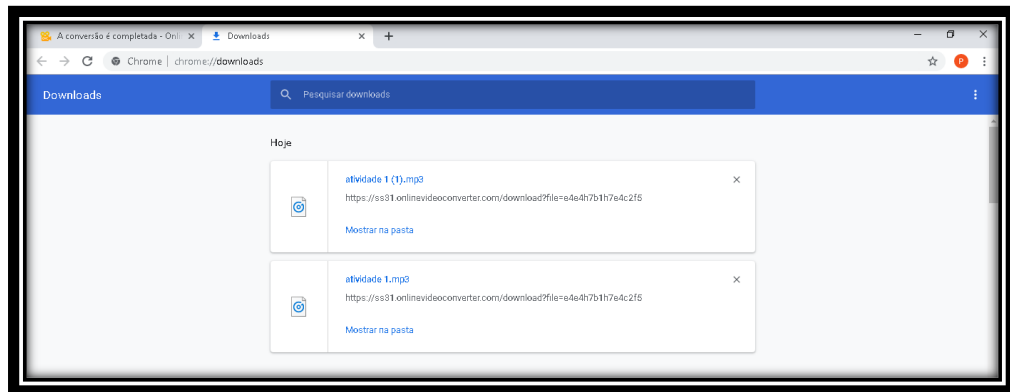 A conversão é completada - Onli
Downloads
Chrome | chrome://downloads
P
Downloads
Pesquisar downloads
Hoje
atividade 1 (1).mp3
https://ss31.onlinevideoconverter.com/download?file=e4e4h7b1h7e4c2f5
Mostrar na pasta
atividade 1.mp3
https://ss31.onlinevideoconverter.com/download?file=e4e4h7b1h7e4c2f5
Mostrar na pasta